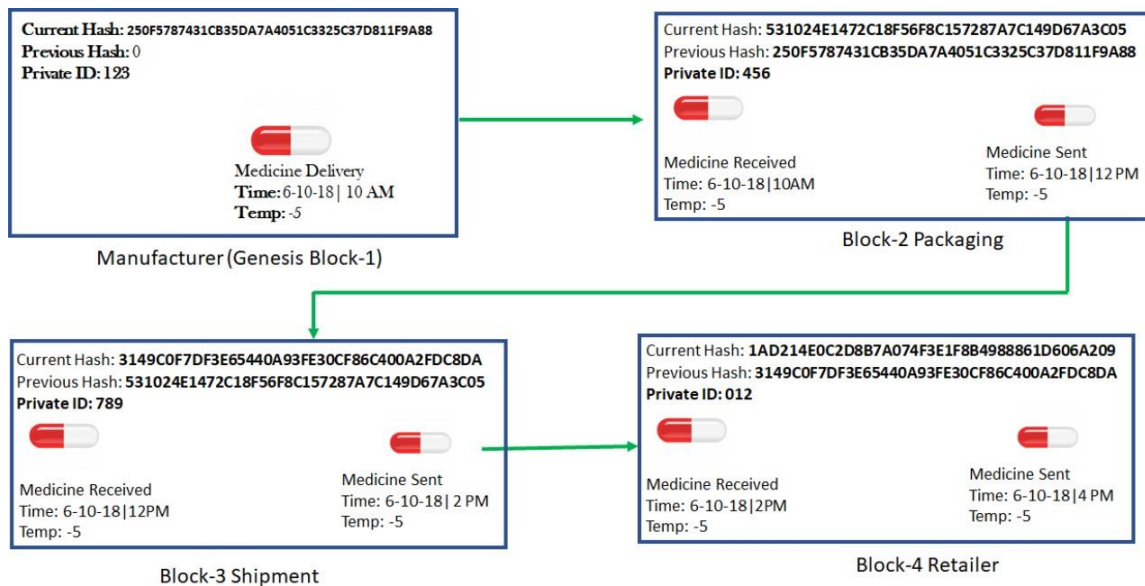 Current Hash: 250F5787431CB35DA7A4051C3325C37D811F9A88
Previous Hash: 0
Private ID: 123
Medicine Delivery
Time: 6-10-18| 10 AM
Temp: -5
Manufacturer (Genesis Block-1)
Current Hash: 531024E1472C18F56F8C157287A7C149D67A3C05
Previous Hash: 250F5787431CB35DA7A4051C3325C37D811F9A88
Private ID: 456
Medicine Received
Time: 6-10-18|10AM
Temp: -5
Medicine Sent
Time: 6-10-18|12 PM
Temp: -5
Block-2 Packaging
Current Hash: 3149C0F7DF3E65440A93FE30CF86C400A2FDC8DA
Previous Hash: 531024E1472C18F56F8C157287A7C149D67A3C05
Private ID: 789
Medicine Received
Time: 6-10-18|12PM
Temp: -5
Medicine Sent
Time: 6-10-18| 2 PM
Temp: -5
Block-3 Shipment
Current Hash: 1AD214E0C2D8B7A074F3E1F8B4988861D606A209
Previous Hash: 3149C0F7DF3E65440A93FE30CF86C400A2FDC8DA
Private ID: 012
Medicine Received
Time: 6-10-18|2PM
Temp: -5
Medicine Sent
Time: 6-10-18|4 PM
Temp: -5
Block-4 Retailer